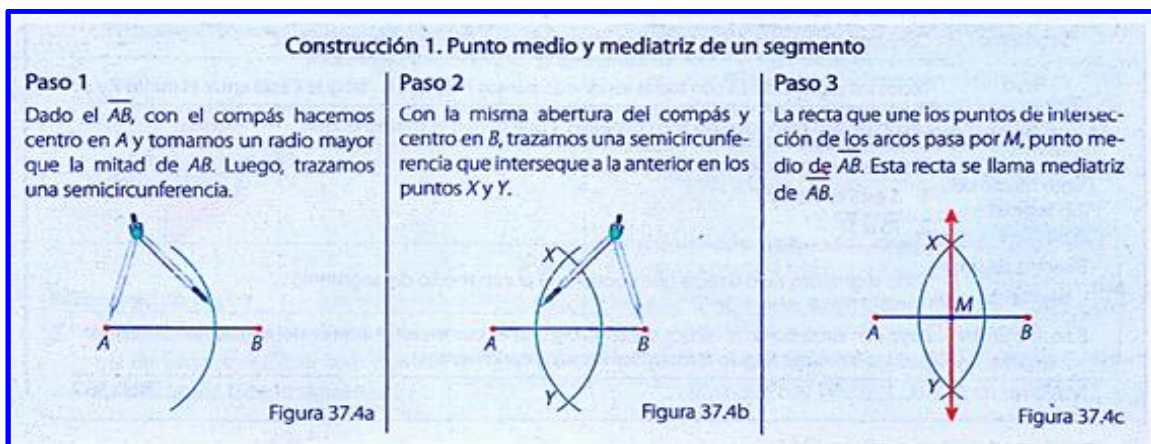 Construcción 1. Punto medio y mediatriz de un segmento
Paso 1
Dado el AB, con el compás hacemos
centro en A y tomamos un radio mayor
que la mitad de AB. Luego, trazamos
una semicircunferencia.
A
B
Figura 37.4a
Paso 2
Con la misma abertura del compás y
centro en B, trazamos una semicircunfe-
rencia que interseque a la anterior en los
puntos X y Y.
X
A
B
Y
Figura 37.4b
Paso 3
La recta que une los puntos de intersec-
ción de los arcos pasa por M, punto me-
dio de AB. Esta recta se llama mediatriz
de AB.
X
M
A
B
Y
Figura 37.4c